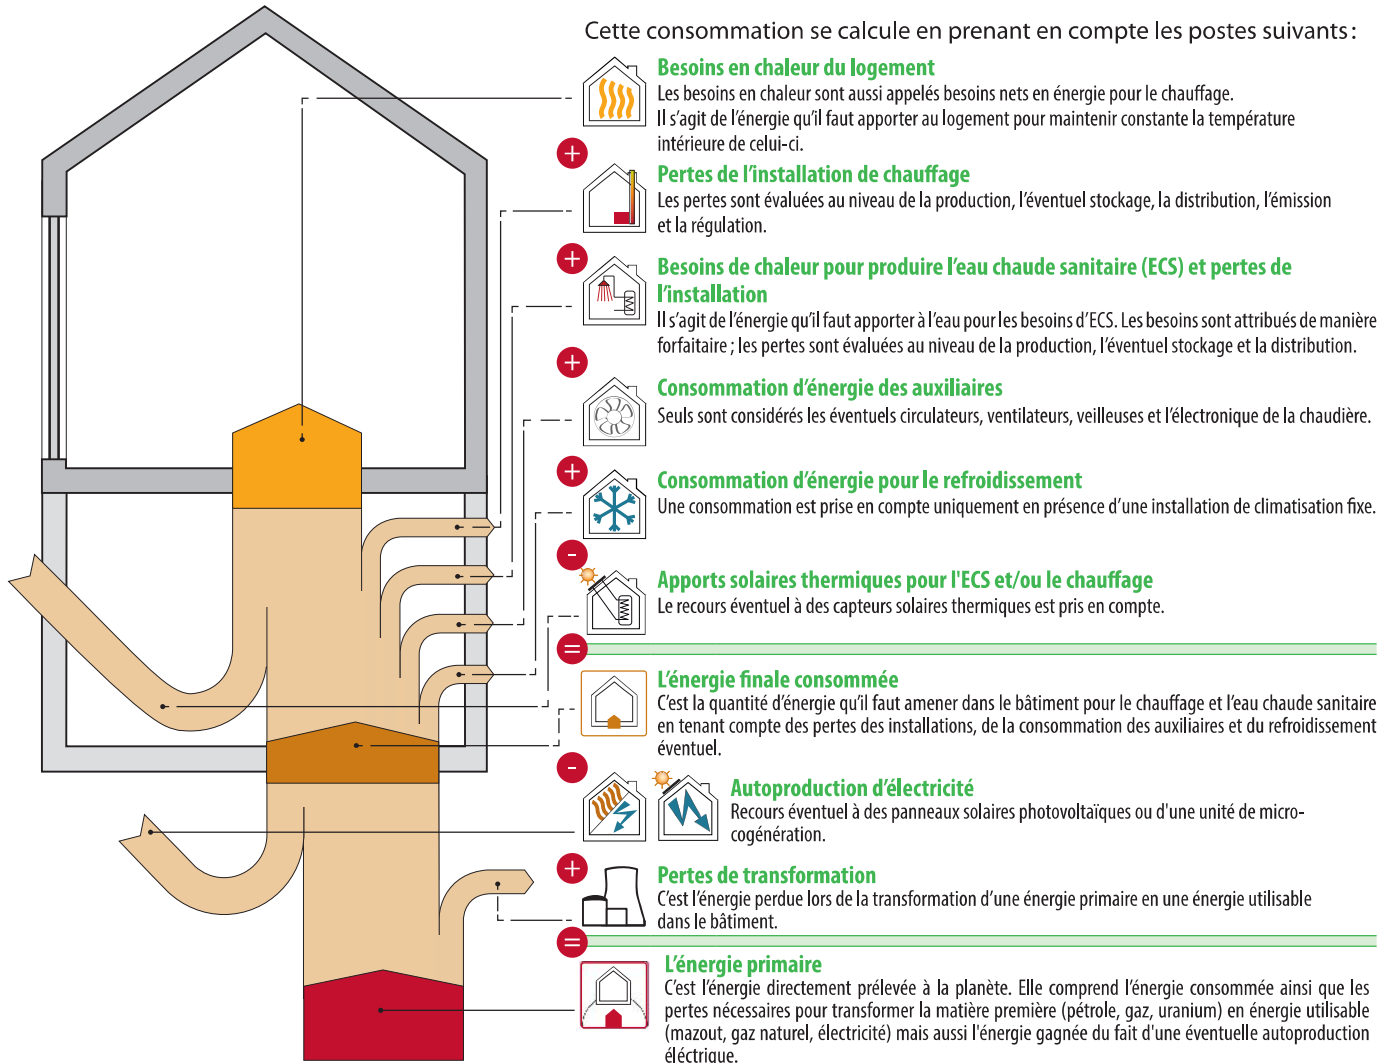 Cette consommation se calcule en prenant en compte les postes suivants :
Besoins en chaleur du logement
Les besoins en chaleur sont aussi appelés besoins nets en énergie pour le chauffage.
Il s'agit de l'énergie qu'il faut apporter au logement pour maintenir constante la température
intérieure de celui-ci.
+
Pertes de l'installation de chauffage
Les pertes sont évaluées au niveau de la production, l'éventuel stockage, la distribution, l'émission
et la régulation.
+
Besoins de chaleur pour produire l'eau chaude sanitaire (ECS) et pertes de
l'installation
Il s'agit de l'énergie qu'il faut apporter à l'eau pour les besoins d'ECS. Les besoins sont attribués de manière
forfaitaire ; les pertes sont évaluées au niveau de la production, l'éventuel stockage et la distribution.
+
Consommation d'énergie des auxiliaires
Seuls sont considérés les éventuels circulateurs, ventilateurs, veilleuses et l'électronique de la chaudière.
+
Consommation d'énergie pour le refroidissement
Une consommation est prise en compte uniquement en présence d'une installation de climatisation fixe.
-
Apports solaires thermiques pour l'ECS et/ou le chauffage
Le recours éventuel à des capteurs solaires thermiques est pris en compte.
=
L'énergie finale consommée
C'est la quantité d'énergie qu'il faut amener dans le bâtiment pour le chauffage et l'eau chaude sanitaire
en tenant compte des pertes des installations, de la consommation des auxiliaires et du refroidissement
éventuel.
-
Autoproduction d'électricité
Recours éventuel à des panneaux solaires photovoltaïques ou d'une unité de micro-
cogénération.
+
Pertes de transformation
C'est l'énergie perdue lors de la transformation d'une énergie primaire en une énergie utilisable
dans le bâtiment.
=
L'énergie primaire
C'est l'énergie directement prélevée à la planète. Elle comprend l'énergie consommée ainsi que les
pertes nécessaires pour transformer la matière première (pétrole, gaz, uranium) en énergie utilisable
(mazout, gaz naturel, électricité) mais aussi l'énergie gagnée du fait d'une éventuelle autoproduction
éléctrique.